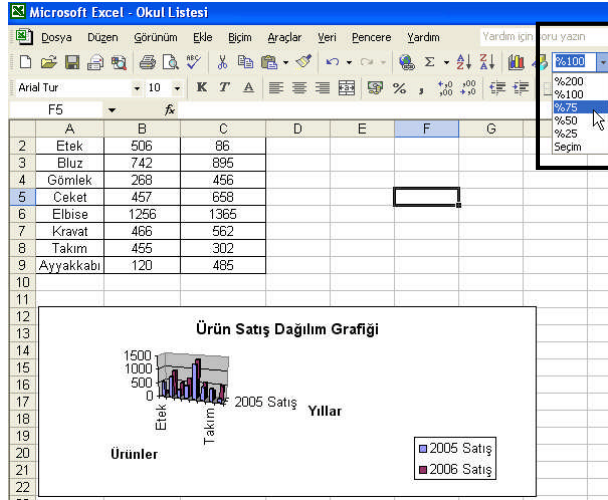 Microsoft Excel - Okul Listesi
Dosya Düzen Görünüm Ekle Biçim Araçlar Veri Pencere Yardım Yardım için soru yazın
%100
Arial Tur 10 K T A % , ,00
%200
%100
%75
%50
%25
Seçim
F5 fx
A B C D E F G
2 Etek 506 86
3 Bluz 742 895
4 Gömlek 268 456
5 Ceket 457 658
6 Elbise 1256 1365
7 Kravat 466 562
8 Takım 455 302
9 Ayyakkabı 120 485
10
11
12
13
14
15
16
17
18
19
20
21
22
Ürün Satış Dağılım Grafiği
1500
1000
500
0
Etek
Takım
2005 Satış
Yıllar
Ürünler
2005 Satış
2006 Satış